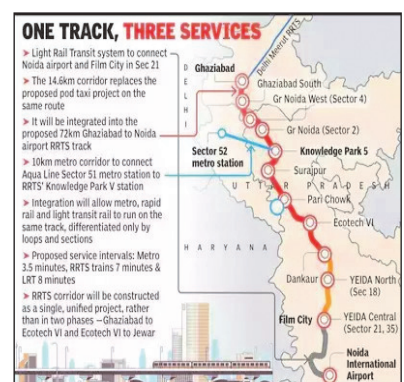 ONE TRACK, THREE SERVICES
➤ Light Rail Transit system to connect
Noida airport and Film City in Sec 21
➤ The 14.6km corridor replaces the
proposed pod taxi project on the
same route
➤ It will be integrated into the
proposed 72km Ghaziabad to Noida
airport RRTS track
➤ 10km metro corridor to connect
Aqua Line Sector 51 metro station to
RRTS' Knowledge Park V station
➤ Integration will allow metro, rapid
rail and light transit rail to run on the
same track, differentiated only by
loops and sections
➤ Proposed service intervals: Metro
3.5 minutes, RRTS trains 7 minutes &
LRT 8 minutes
➤ RRTS corridor will be constructed
as a single, unified project, rather
than in two phases – Ghaziabad to
Ecotech VI and Ecotech VI to Jewar
DELHI
Ghaziabad
Delhi Meerut RRTS
Ghaziabad South
Gr Noida West (Sector 4)
Gr Noida (Sector 2)
Sector 52
metro station
Knowledge Park 5
Surajpur
UTTAR PRADESH
Pari Chowk
Ecotech VI
HARYANA
Dankaur
YEIDA North
(Sec 18)
Film City
YEIDA Central
(Sector 21, 35)
Noida
International
Airport